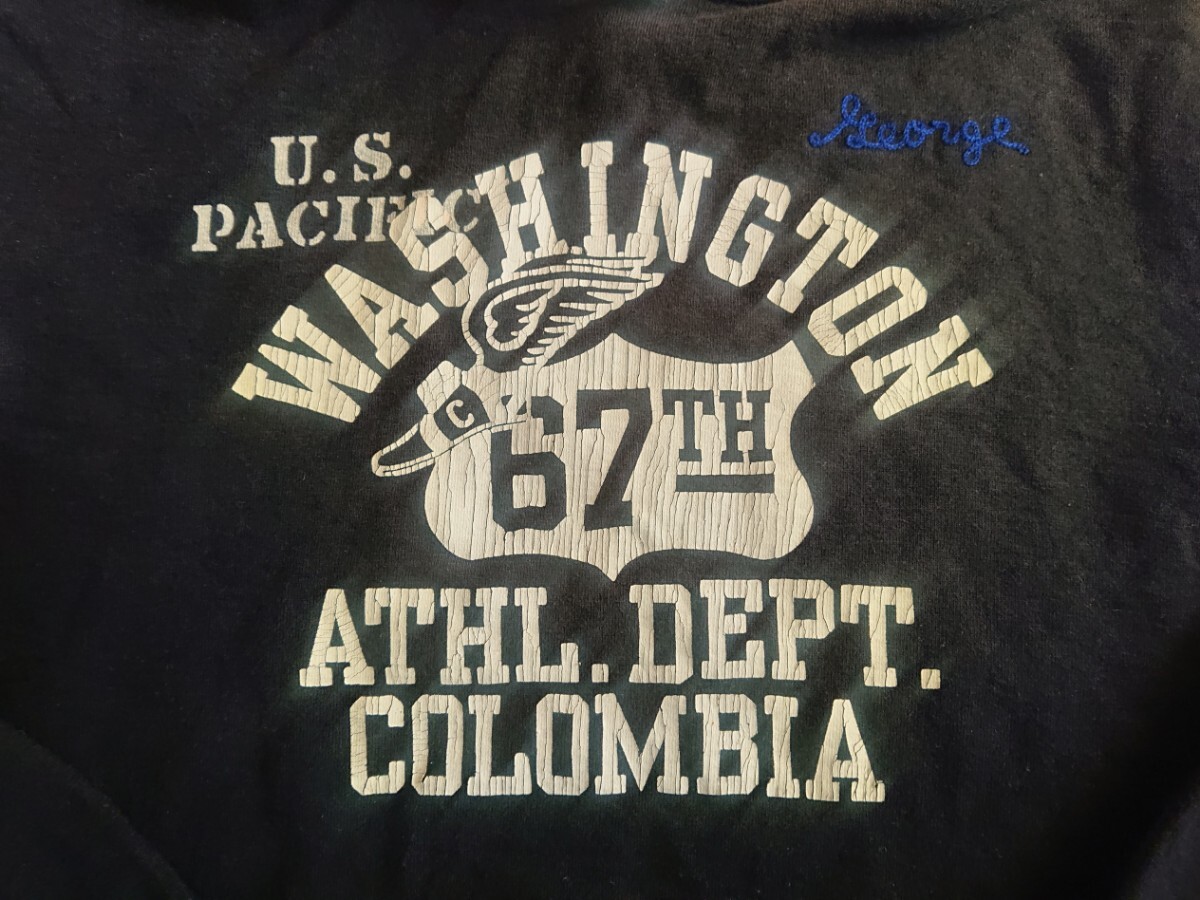 George
U.S.
PACIFIC
WASHINGTON
C
67TH
ATHL. DEPT.
COLOMBIA